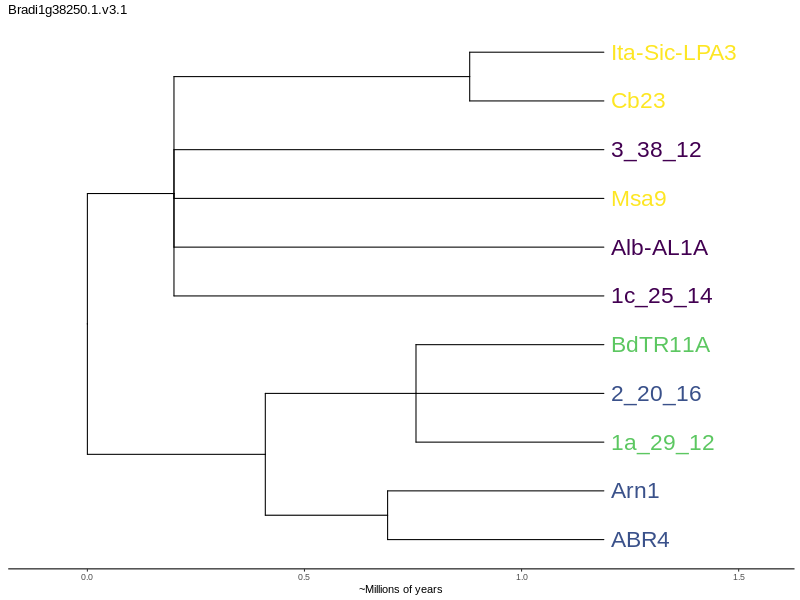 Bradi1g38250.1.v3.1
Ita-Sic-LPA3
Cb23
3_38_12
Msa9
Alb-AL1A
1c_25_14
BdTR11A
2_20_16
1a_29_12
Arn1
ABR4
0.0 0.5 1.0 1.5
~Millions of years